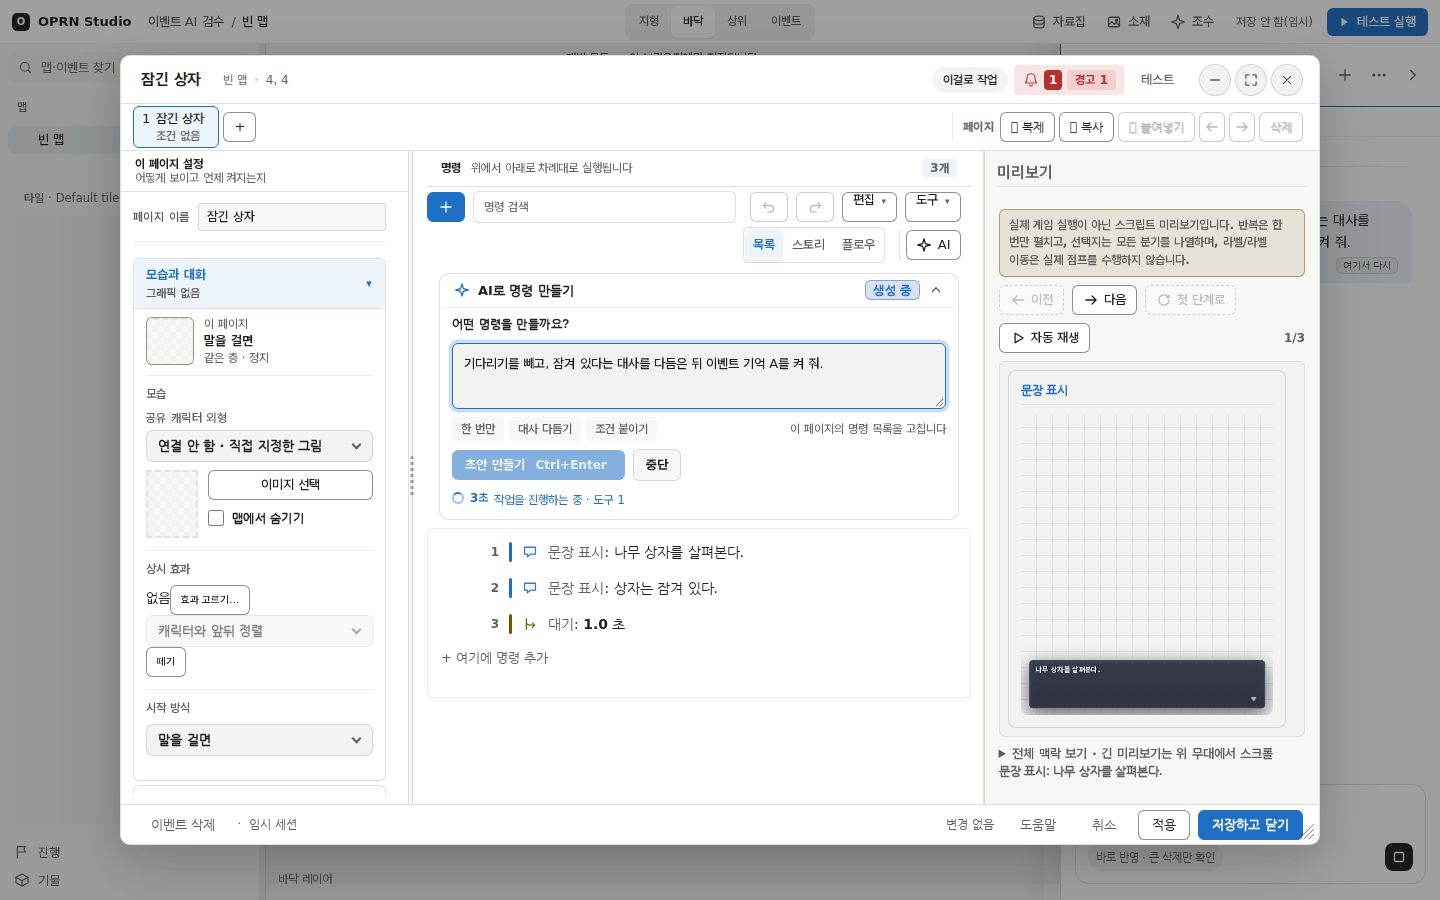 O OPRN Studio 이벤트 AI 검수 / 빈 맵
지형 바닥 상위 이벤트
자료집 소재 조수 저장 안 함(임시) 테스트 실행
맵·이벤트 찾기
맵
빈 맵
타일 · Default tile
잠긴 상자 빈 맵 · 4, 4
이걸로 작업 1 경고 1 테스트
1 잠긴 상자
조건 없음
+
페이지 복제 복사 붙여넣기 삭제
이 페이지 설정
어떻게 보이고 언제 켜지는지
페이지 이름 잠긴 상자
모습과 대화
그래픽 없음
이 페이지
말을 걸면
같은 층 · 정지
모습
공유 캐릭터 외형
연결 안 함 · 직접 지정한 그림
이미지 선택
맵에서 숨기기
상시 효과
없음 효과 고르기...
캐릭터와 앞뒤 정렬
떼기
시작 방식
말을 걸면
명령 위에서 아래로 차례대로 실행됩니다 3개
명령 검색 편집 도구
목록 스토리 플로우 AI
AI로 명령 만들기 생성 중
어떤 명령을 만들까요?
기다리기를 빼고, 잠겨 있다는 대사를 다듬은 뒤 이벤트 기억 A를 켜 줘.
한 번만 대사 다듬기 조건 붙이기 이 페이지의 명령 목록을 고칩니다
초안 만들기 Ctrl+Enter 중단
3초 작업을 진행하는 중 · 도구 1
1 문장 표시: 나무 상자를 살펴본다.
2 문장 표시: 상자는 잠겨 있다.
3 대기: 1.0 초
+ 여기에 명령 추가
미리보기
실제 게임 실행이 아닌 스크립트 미리보기입니다. 반복은 한
번만 펼치고, 선택지는 모든 분기를 나열하며, 라벨/라벨
이동은 실제 점프를 수행하지 않습니다.
이전 다음 첫 단계로
자동 재생 1/3
문장 표시
나무 상자를 살펴본다.
▶ 전체 맥락 보기 · 긴 미리보기는 위 무대에서 스크롤
문장 표시: 나무 상자를 살펴본다.
는 대사를
켜 줘.
여기서 다시
이벤트 삭제 · 임시 세션
변경 없음 도움말 취소 적용 저장하고 닫기
진행
기물
바닥 레이어
바로 반영 · 큰 삭제만 확인